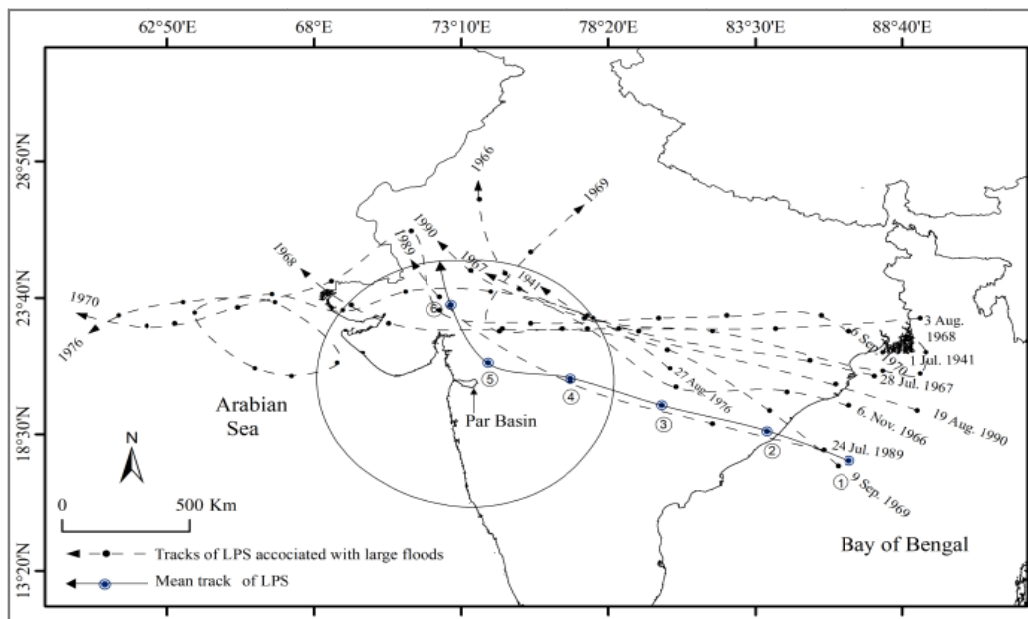 62°50'E
68°E
73°10'E
78°20'E
83°30'E
88°40'E
28°50'N
23°40'N
18°30'N
13°20'N
1966
1969
1990
1989
1967
1941
1968
1970
1976
3 Aug.
1968
6 Sep. 1970
1 Jul. 1941
28 Jul. 1967
27 Aug. 1976
19 Aug. 1990
6. Nov. 1966
24 Jul. 1989
9 Sep. 1969
6
5
4
3
2
1
Par Basin
Arabian
Sea
Bay of Bengal
N
0
500 Km
Tracks of LPS accociated with large floods
Mean track of LPS